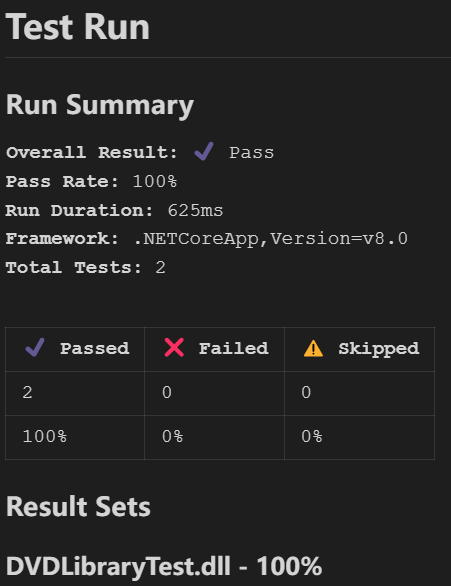 Test Run
Run Summary
Overall Result: ✔ Pass
Pass Rate: 100%
Run Duration: 625ms
Framework: .NETCoreApp,Version=v8.0
Total Tests: 2
✔ Passed ❌ Failed ⚠ Skipped
2 0 0
100% 0% 0%
Result Sets
DVDLibraryTest.dll - 100%